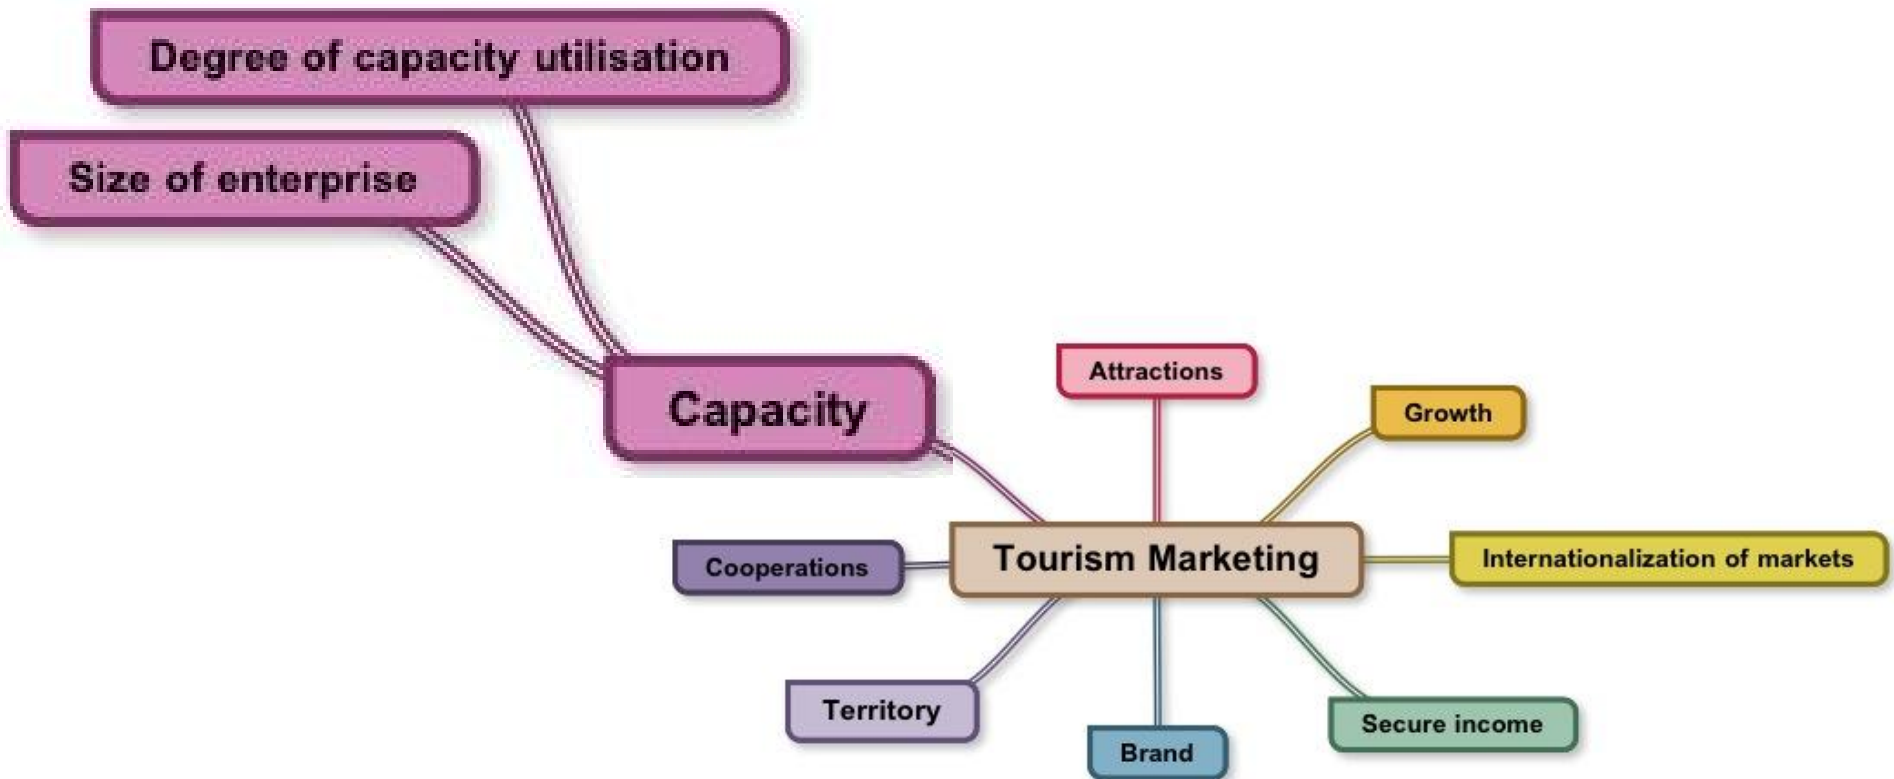 Degree of capacity utilisation
Size of enterprise
Capacity
Attractions
Growth
Cooperations
Tourism Marketing
Internationalization of markets
Territory
Brand
Secure income